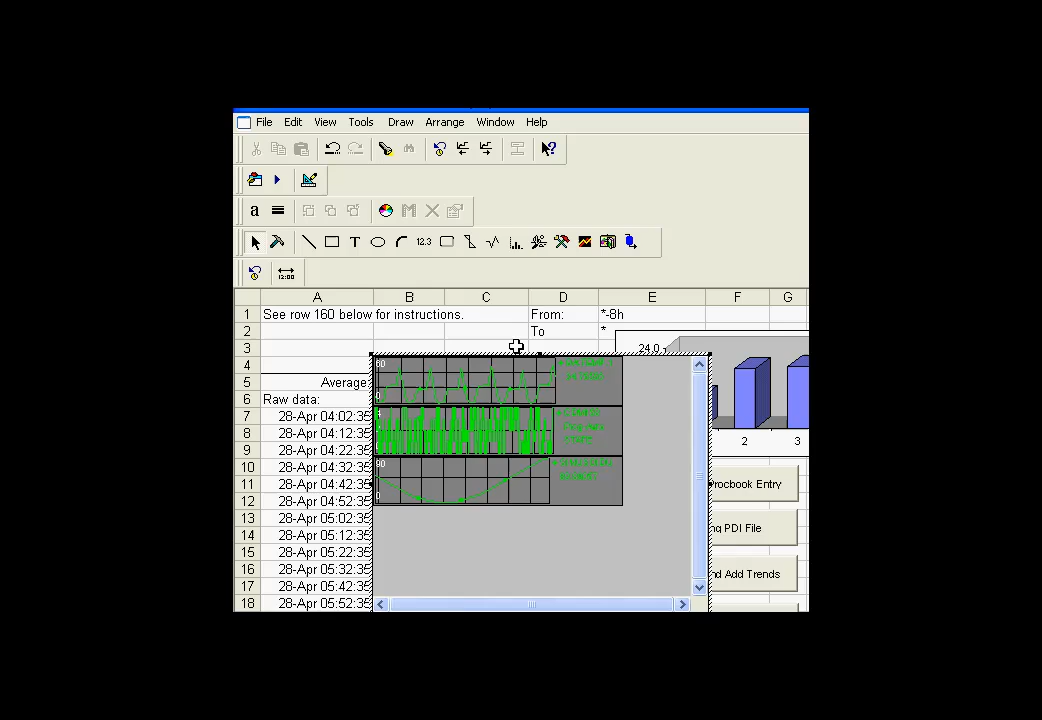 File Edit View Tools Draw Arrange Window Help
a
T 12.3
12:00
A B C D E F G
1 See row 160 below for instructions. From: *-8h
2 To *
3 24.0
4
5 Average:
6 Raw data:
7 28-Apr 04:02:35
8 28-Apr 04:12:35
9 28-Apr 04:22:35
10 28-Apr 04:32:35
11 28-Apr 04:42:35
12 28-Apr 04:52:35
13 28-Apr 05:02:35
14 28-Apr 05:12:35
15 28-Apr 05:22:35
16 28-Apr 05:32:35
17 28-Apr 05:42:35
18 28-Apr 05:52:35
0
90
0
2 3
Procbook Entry
ng PDI File
nd Add Trends